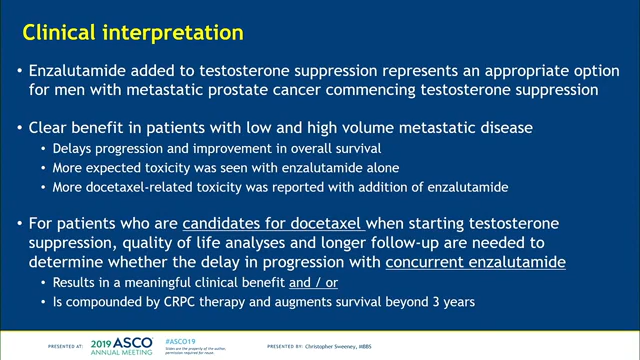 Clinical interpretation
• Enzalutamide added to testosterone suppression represents an appropriate option
for men with metastatic prostate cancer commencing testosterone suppression
• Clear benefit in patients with low and high volume metastatic disease
• Delays progression and improvement in overall survival
• More expected toxicity was seen with enzalutamide alone
• More docetaxel-related toxicity was reported with addition of enzalutamide
• For patients who are candidates for docetaxel when starting testosterone
suppression, quality of life analyses and longer follow-up are needed to
determine whether the delay in progression with concurrent enzalutamide
• Results in a meaningful clinical benefit and / or
• Is compounded by CRPC therapy and augments survival beyond 3 years
PRESENTED AT:
2019 ASCO
ANNUAL MEETING
#ASCO19
Slides are the property of the author,
permission required for reuse.
PRESENTED BY: Christopher Sweeney, MBBS